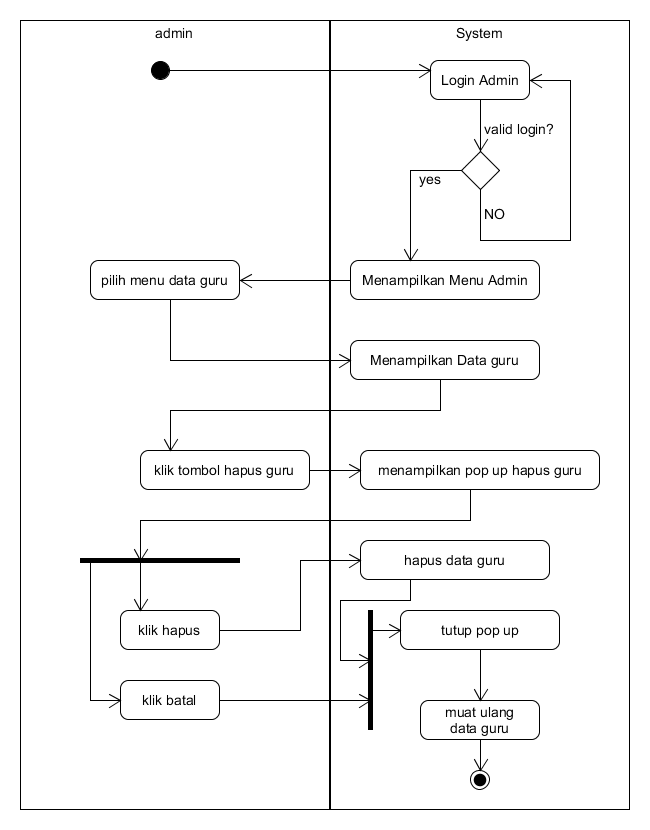 admin
System
Login Admin
valid login?
yes
NO
pilih menu data guru
Menampilkan Menu Admin
Menampilkan Data guru
klik tombol hapus guru
menampilkan pop up hapus guru
hapus data guru
klik hapus
tutup pop up
klik batal
muat ulang
data guru